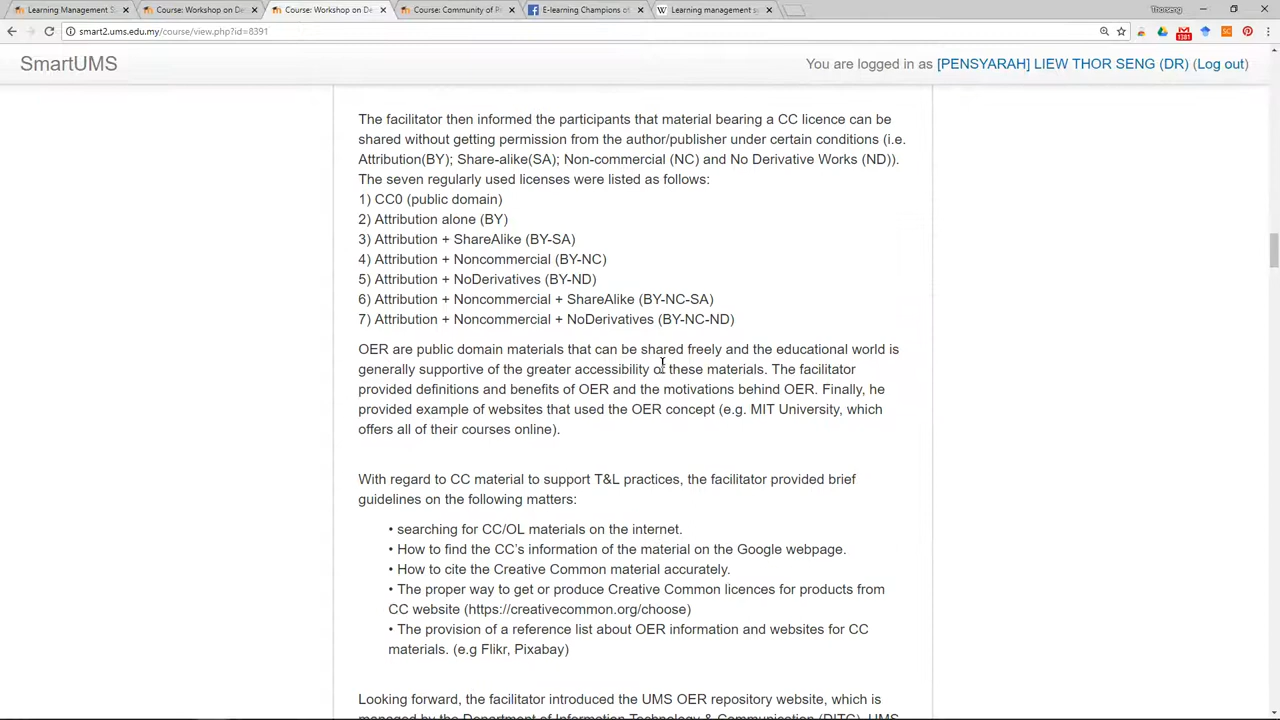 Learning Management S
Course: Workshop on De
Course: Workshop on De
Course: Community of P
E-learning Champions of
Learning management s
Thorseng
smart2.ums.edu.my/course/view.php?id=8391
1381
SmartUMS
You are logged in as [PENSYARAH] LIEW THOR SENG (DR) (Log out)
The facilitator then informed the participants that material bearing a CC licence can be
shared without getting permission from the author/publisher under certain conditions (i.e.
Attribution(BY); Share-alike(SA); Non-commercial (NC) and No Derivative Works (ND)).
The seven regularly used licenses were listed as follows:
1) CC0 (public domain)
2) Attribution alone (BY)
3) Attribution + ShareAlike (BY-SA)
4) Attribution + Noncommercial (BY-NC)
5) Attribution + NoDerivatives (BY-ND)
6) Attribution + Noncommercial + ShareAlike (BY-NC-SA)
7) Attribution + Noncommercial + NoDerivatives (BY-NC-ND)
OER are public domain materials that can be shared freely and the educational world is
generally supportive of the greater accessibility of these materials. The facilitator
provided definitions and benefits of OER and the motivations behind OER. Finally, he
provided example of websites that used the OER concept (e.g. MIT University, which
offers all of their courses online).
With regard to CC material to support T&L practices, the facilitator provided brief
guidelines on the following matters:
• searching for CC/OL materials on the internet.
• How to find the CC's information of the material on the Google webpage.
• How to cite the Creative Common material accurately.
• The proper way to get or produce Creative Common licences for products from
CC website (https://creativecommon.org/choose)
• The provision of a reference list about OER information and websites for CC
materials. (e.g Flikr, Pixabay)
Looking forward, the facilitator introduced the UMS OER repository website, which is
managed by the Department of Information Technology & Communication (DITC), UMS